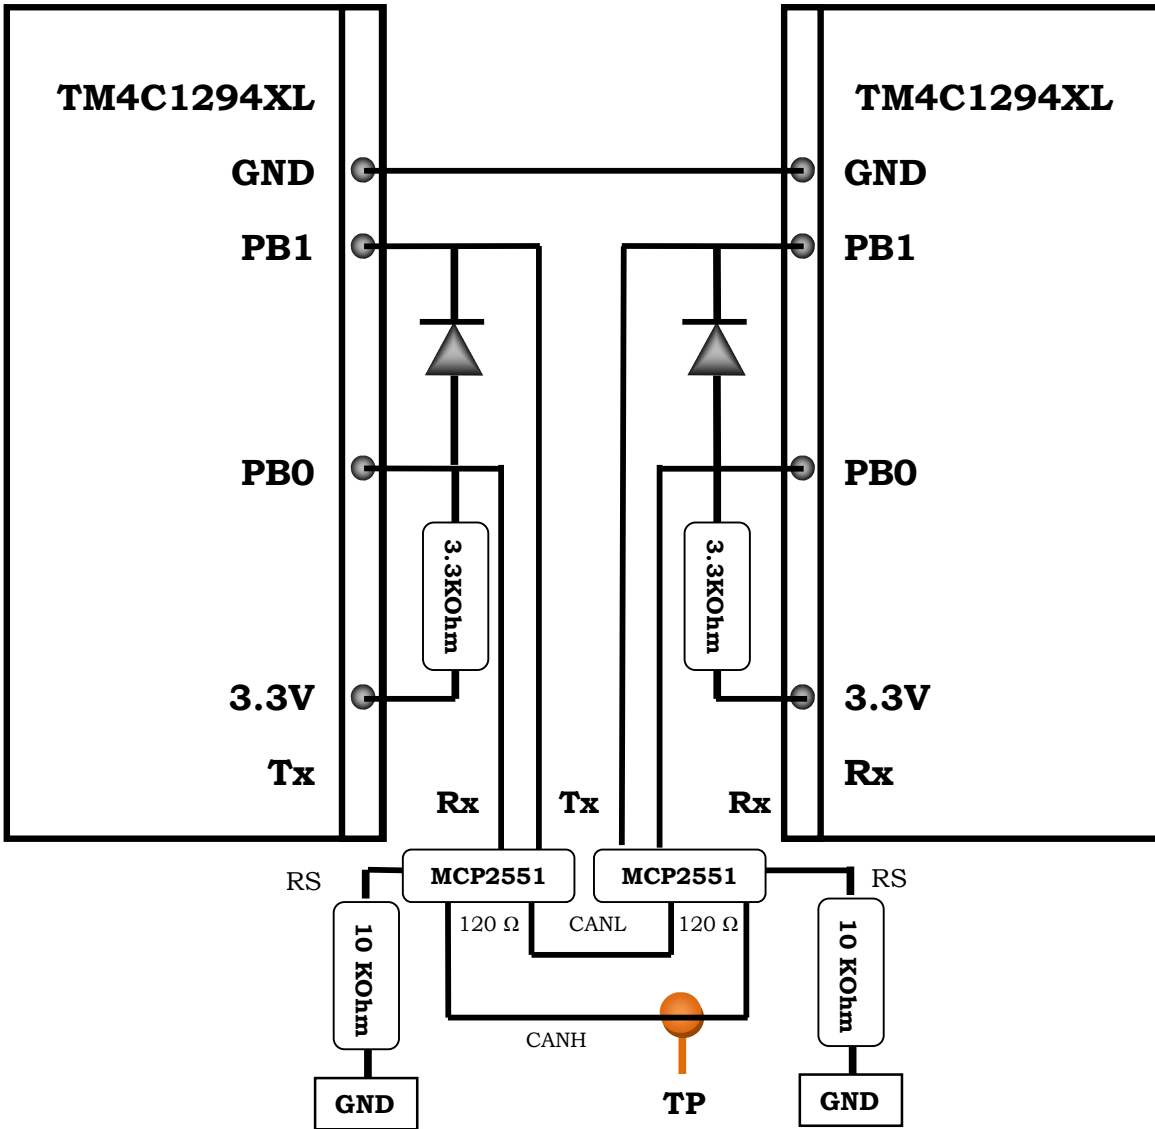 TM4C1294XL
TM4C1294XL
GND
GND
PB1
PB1
PB0
PB0
3.3KOhm
3.3KOhm
3.3V
3.3V
Tx
Rx
Rx
Tx
Rx
MCP2551
MCP2551
RS
RS
120 Ω
CANL
120 Ω
10 KOhm
10 KOhm
CANH
GND
TP
GND